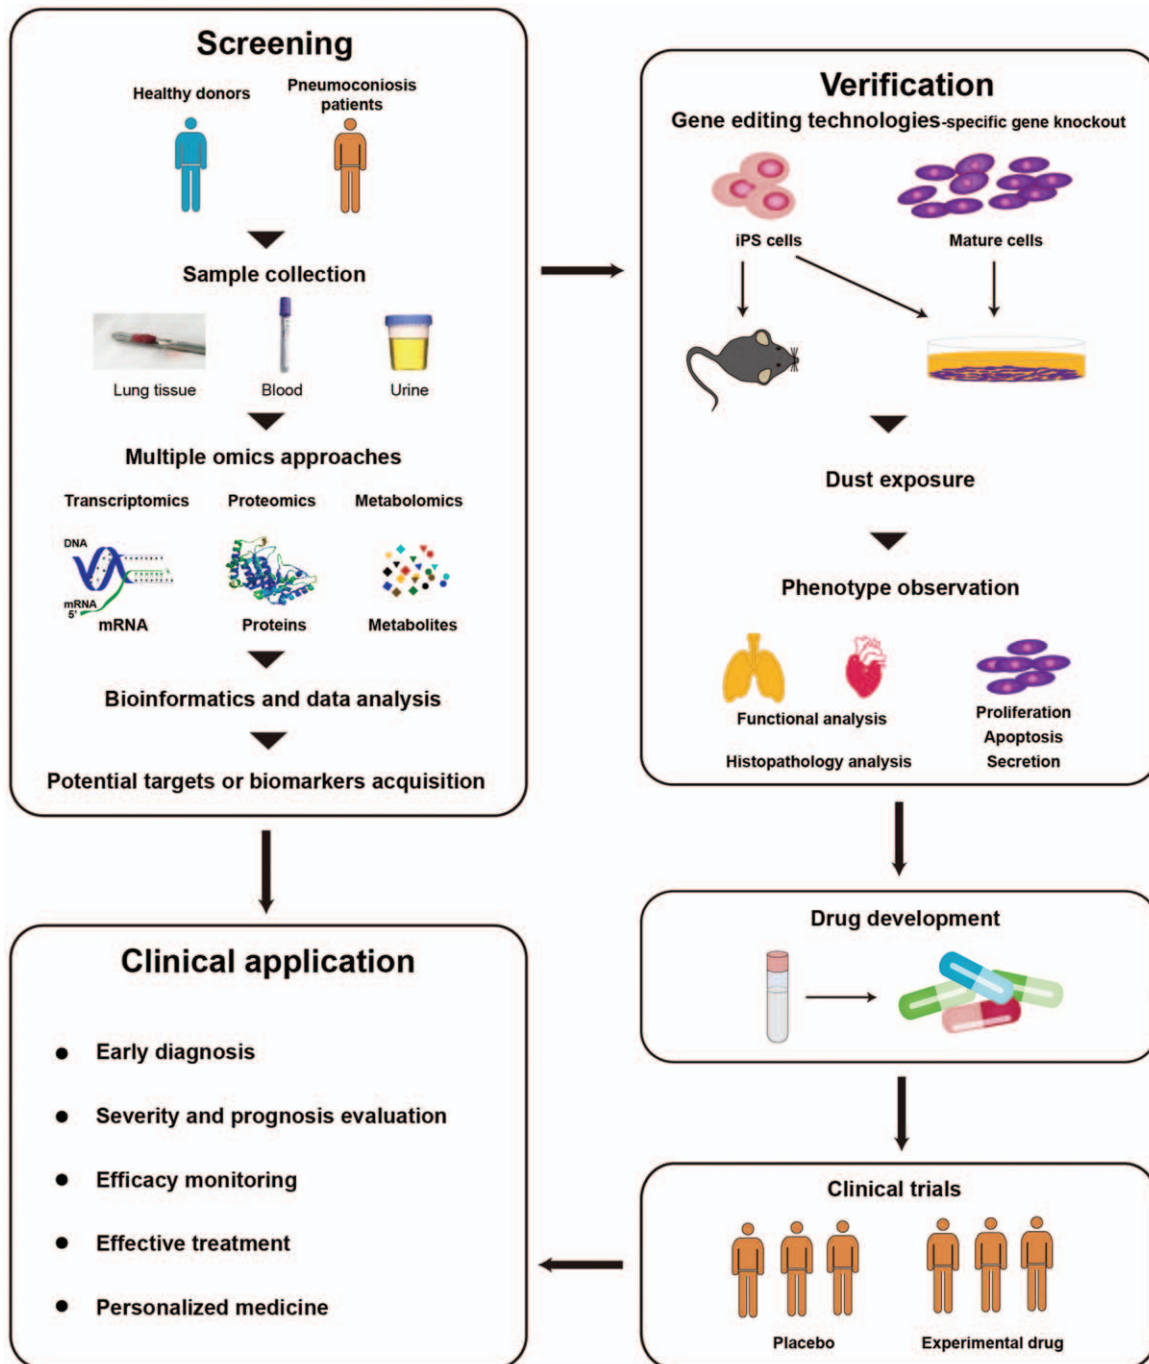 Screening
Healthy donors
Pneumoconiosis
patients
Sample collection
Lung tissue
Blood
Urine
Multiple omics approaches
Transcriptomics
Proteomics
Metabolomics
DNA
mRNA
5'
mRNA
Proteins
Metabolites
Bioinformatics and data analysis
Potential targets or biomarkers acquisition
Verification
Gene editing technologies-specific gene knockout
iPS cells
Mature cells
Dust exposure
Phenotype observation
Functional analysis
Histopathology analysis
Proliferation
Apoptosis
Secretion
Drug development
Clinical trials
Placebo
Experimental drug
Clinical application
● Early diagnosis
● Severity and prognosis evaluation
● Efficacy monitoring
● Effective treatment
● Personalized medicine